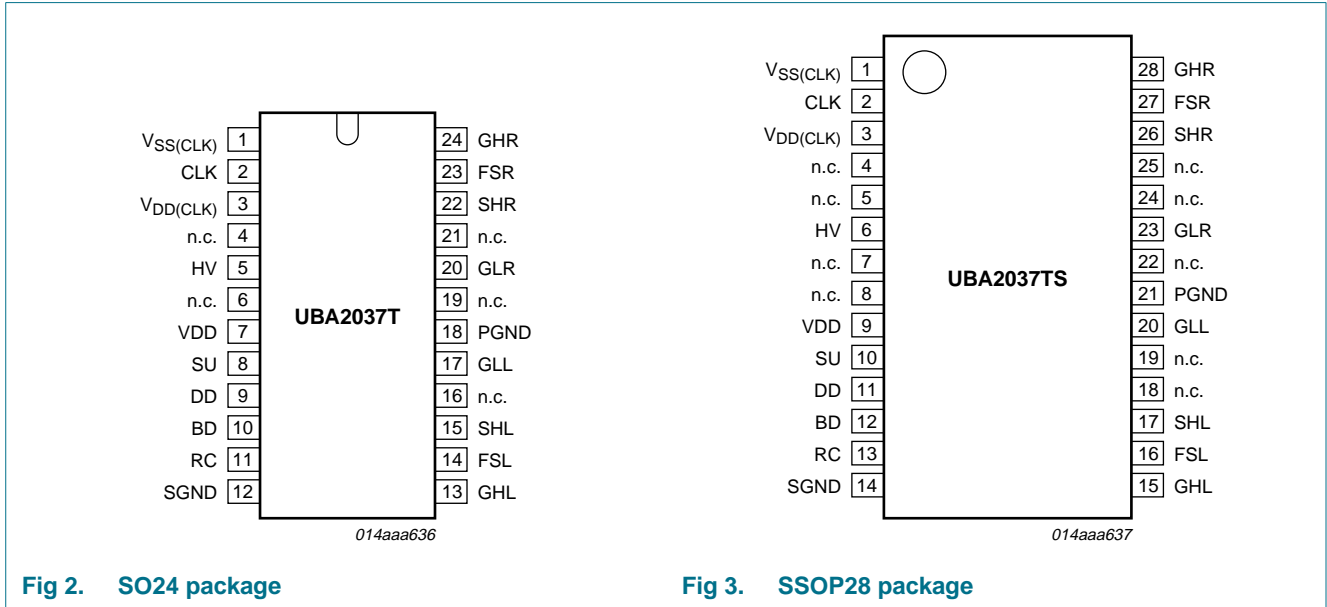 VSS(CLK) 1
CLK 2
VDD(CLK) 3
n.c. 4
HV 5
n.c. 6
VDD 7
SU 8
DD 9
BD 10
RC 11
SGND 12
UBA2037T
24 GHR
23 FSR
22 SHR
21 n.c.
20 GLR
19 n.c.
18 PGND
17 GLL
16 n.c.
15 SHL
14 FSL
13 GHL
014aaa636
Fig 2. SO24 package
VSS(CLK) 1
CLK 2
VDD(CLK) 3
n.c. 4
n.c. 5
HV 6
n.c. 7
n.c. 8
VDD 9
SU 10
DD 11
BD 12
RC 13
SGND 14
UBA2037TS
28 GHR
27 FSR
26 SHR
25 n.c.
24 n.c.
23 GLR
22 n.c.
21 PGND
20 GLL
19 n.c.
18 n.c.
17 SHL
16 FSL
15 GHL
014aaa637
Fig 3. SSOP28 package